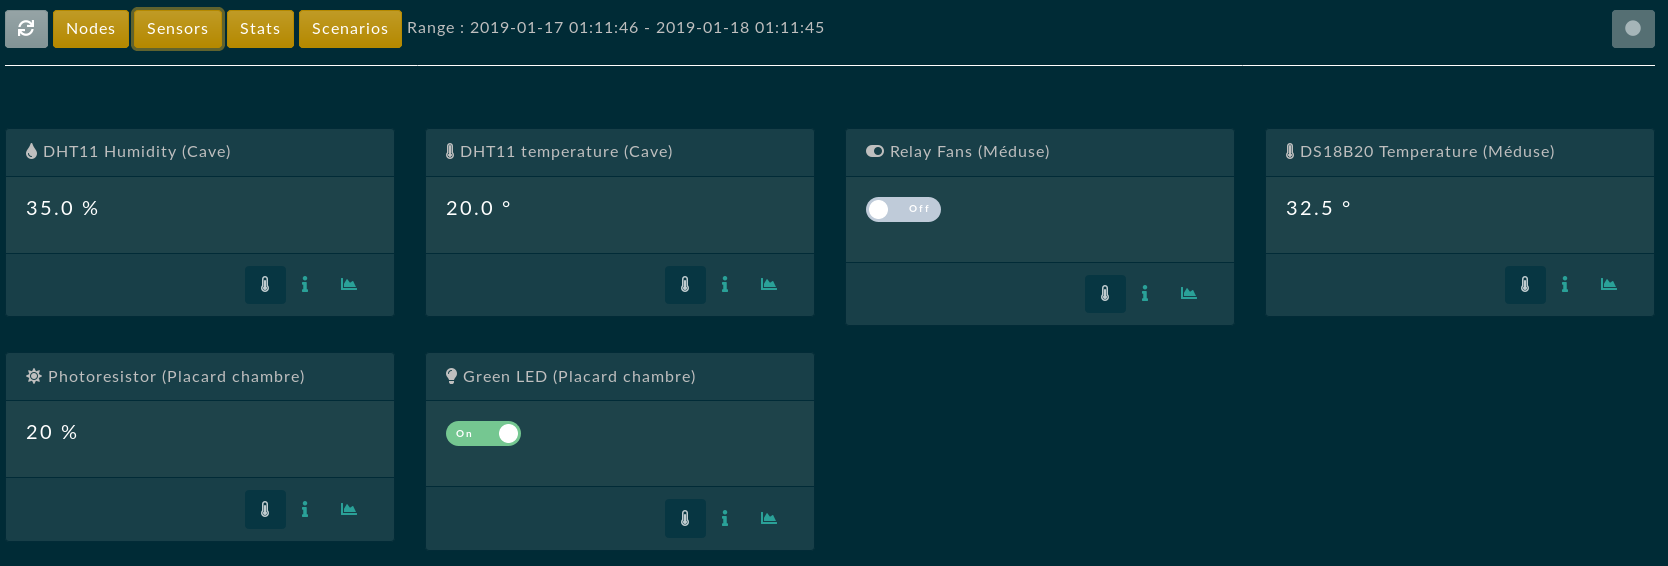 Nodes Sensors Stats Scenarios Range : 2019-01-17 01:11:46 - 2019-01-18 01:11:45
DHT11 Humidity (Cave)
35.0 %
DHT11 temperature (Cave)
20.0 °
Relay Fans (Méduse)
Off
DS18B20 Temperature (Méduse)
32.5 °
Photoresistor (Placard chambre)
20 %
Green LED (Placard chambre)
On